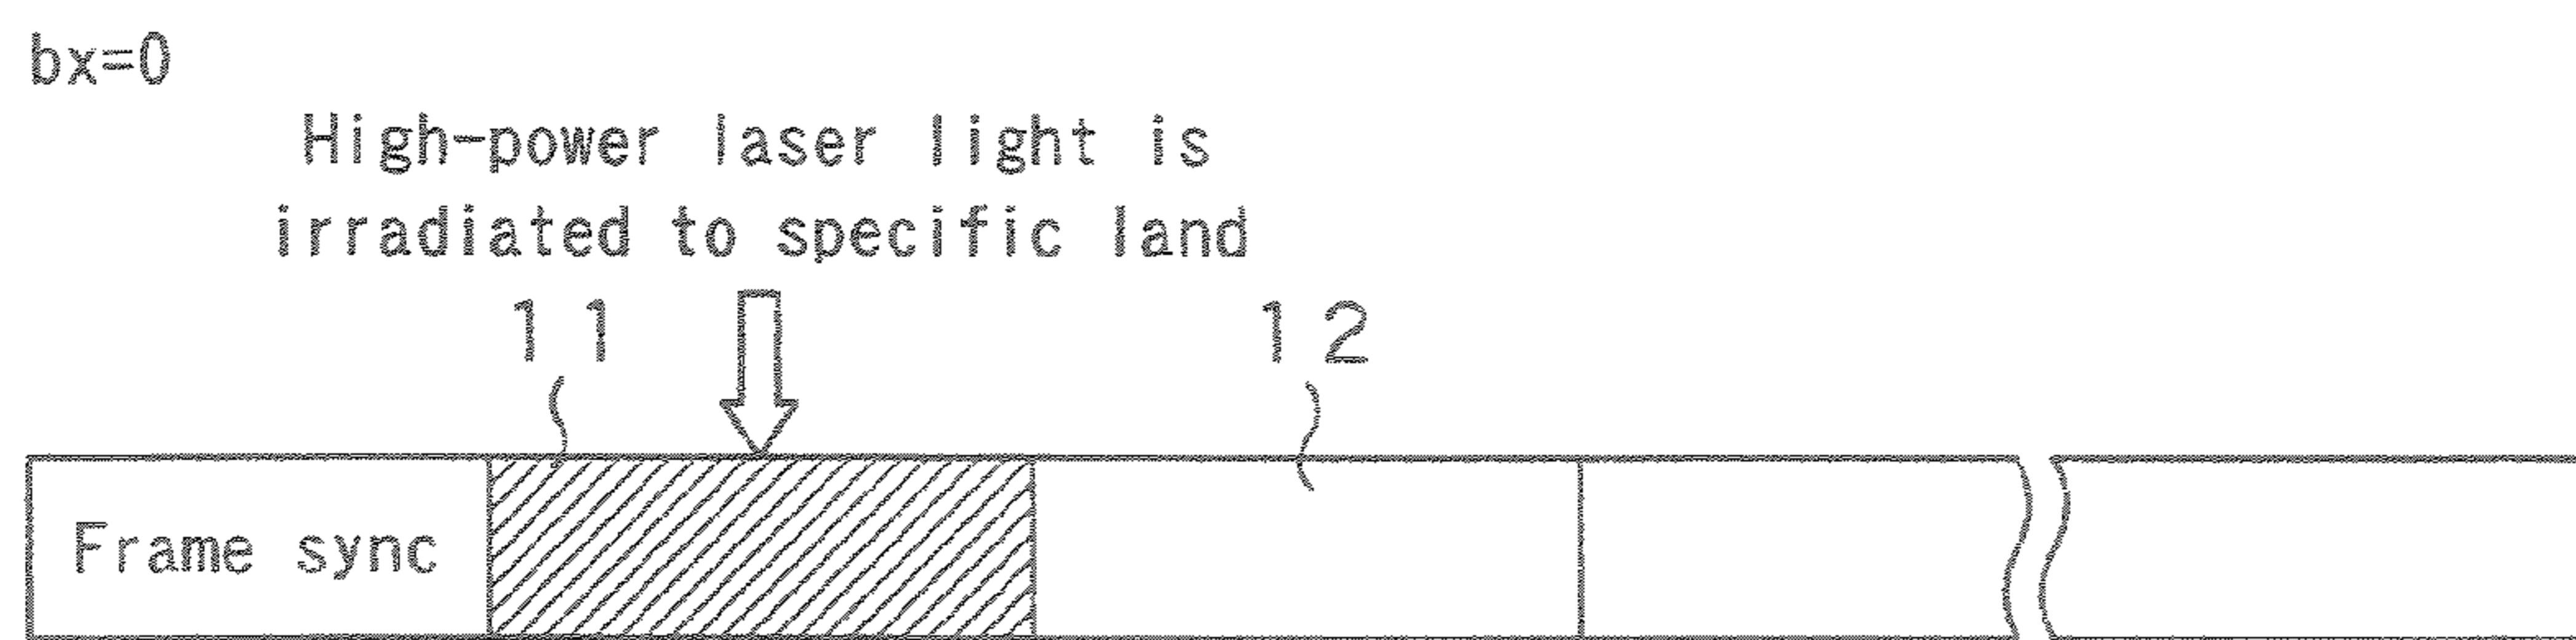 bx=0
High-power laser light is
irradiated to specific land
11 12
Frame sync